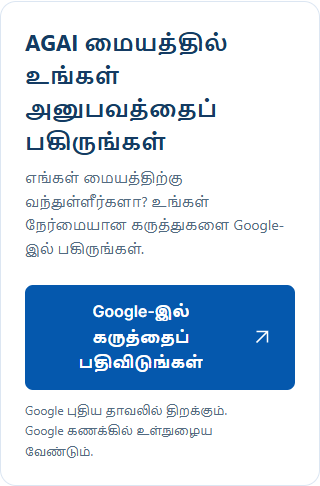 AGAI மையத்தில்
உங்கள்
அனுபவத்தைப்
பகிருங்கள்
எங்கள் மையத்திற்கு
வந்துள்ளீர்களா? உங்கள்
நேர்மையான கருத்துகளை Google-
இல் பகிருங்கள்.
Google-இல்
கருத்தைப்
பதிவிடுங்கள்
Google புதிய தாவலில் திறக்கும்.
Google கணக்கில் உள்நுழைய
வேண்டும்.